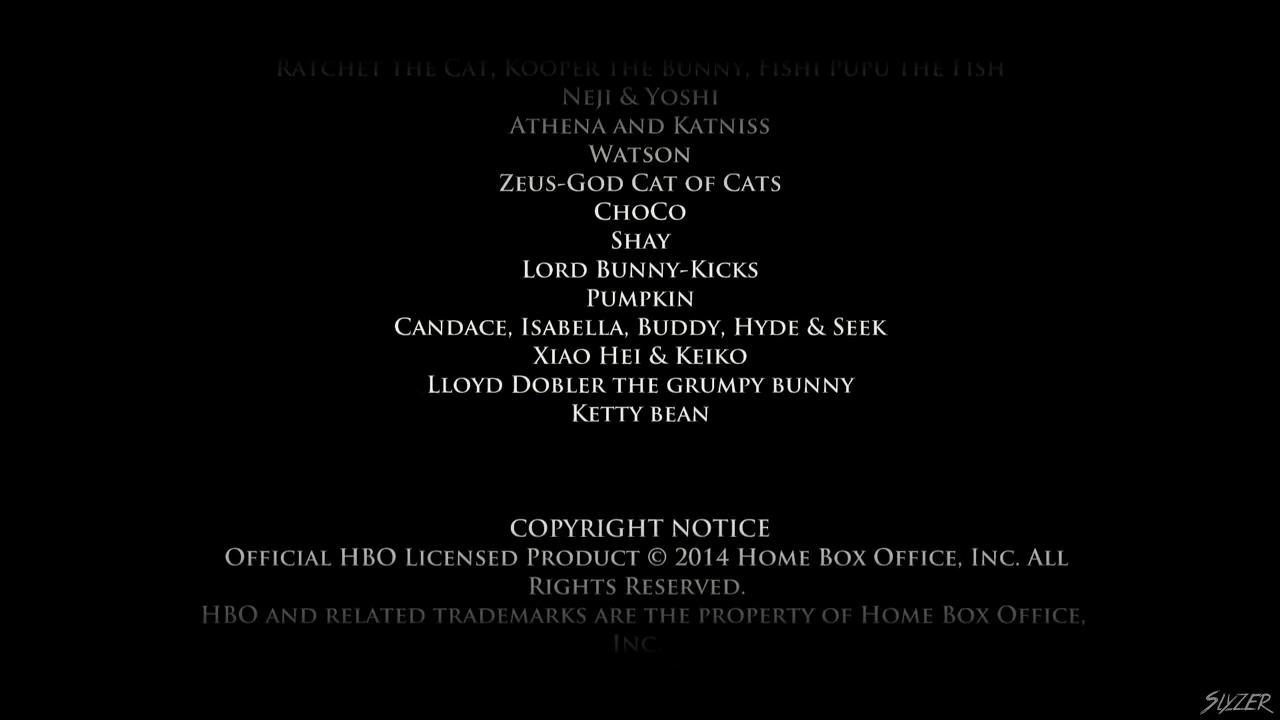 Ratchet the Cat, Kooper the Bunny, Fishi Pupu the Fish
Neji & Yoshi
Athena and Katniss
Watson
Zeus-God Cat of Cats
ChoCo
Shay
Lord Bunny-Kicks
Pumpkin
Candace, Isabella, Buddy, Hyde & Seek
Xiao Hei & Keiko
Lloyd Dobler the grumpy bunny
Ketty bean
COPYRIGHT NOTICE
Official HBO Licensed Product © 2014 Home Box Office, Inc. All
Rights Reserved.
HBO and related trademarks are the property of Home Box Office,
Inc.
Slyzer